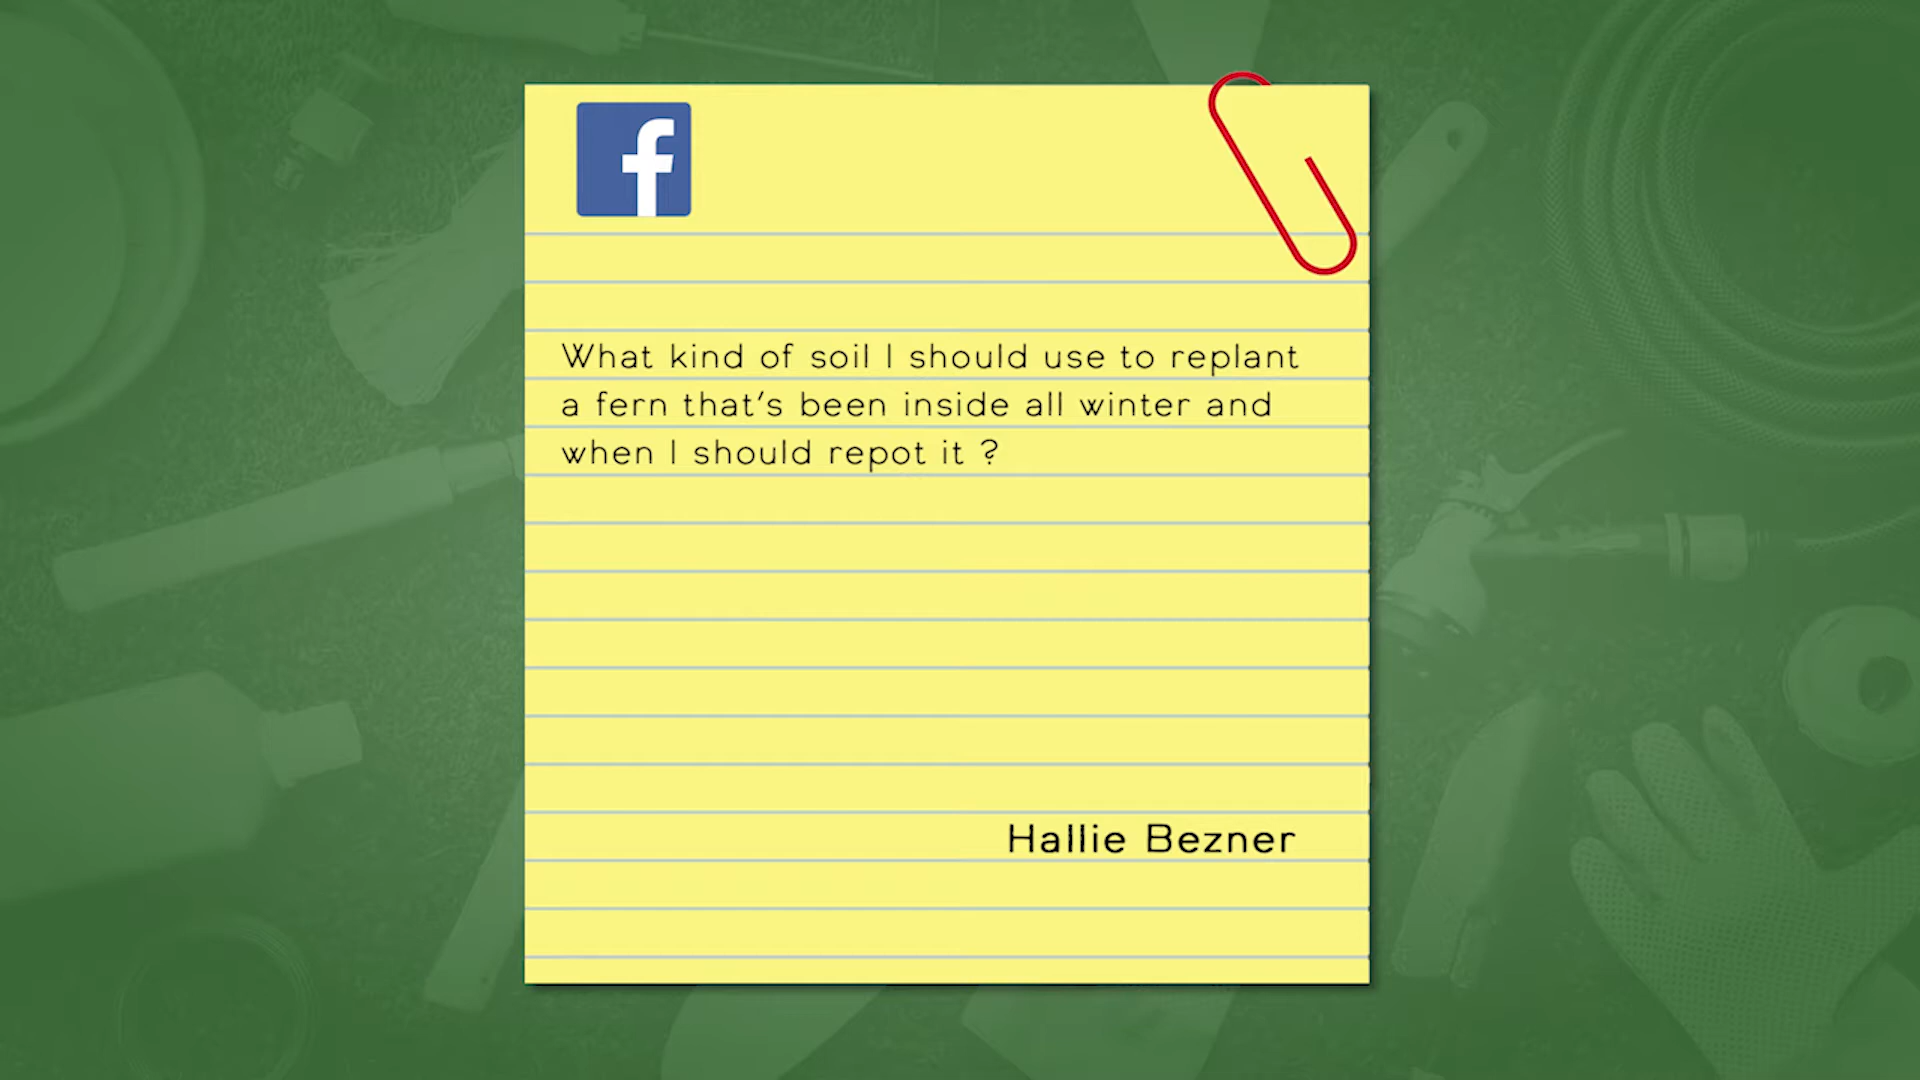 What kind of soil I should use to replant
a fern that's been inside all winter and
when I should repot it ?
Hallie Bezner